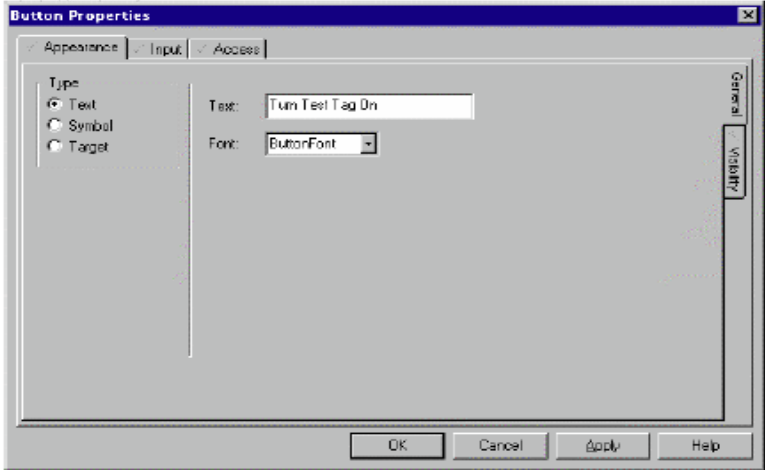 Button Properties
Appearance Input Access
Type
Text
Symbol
Target
Text: Turn Test Tag On
Font: ButtonFont
General
Visibility
OK Cancel Apply Help